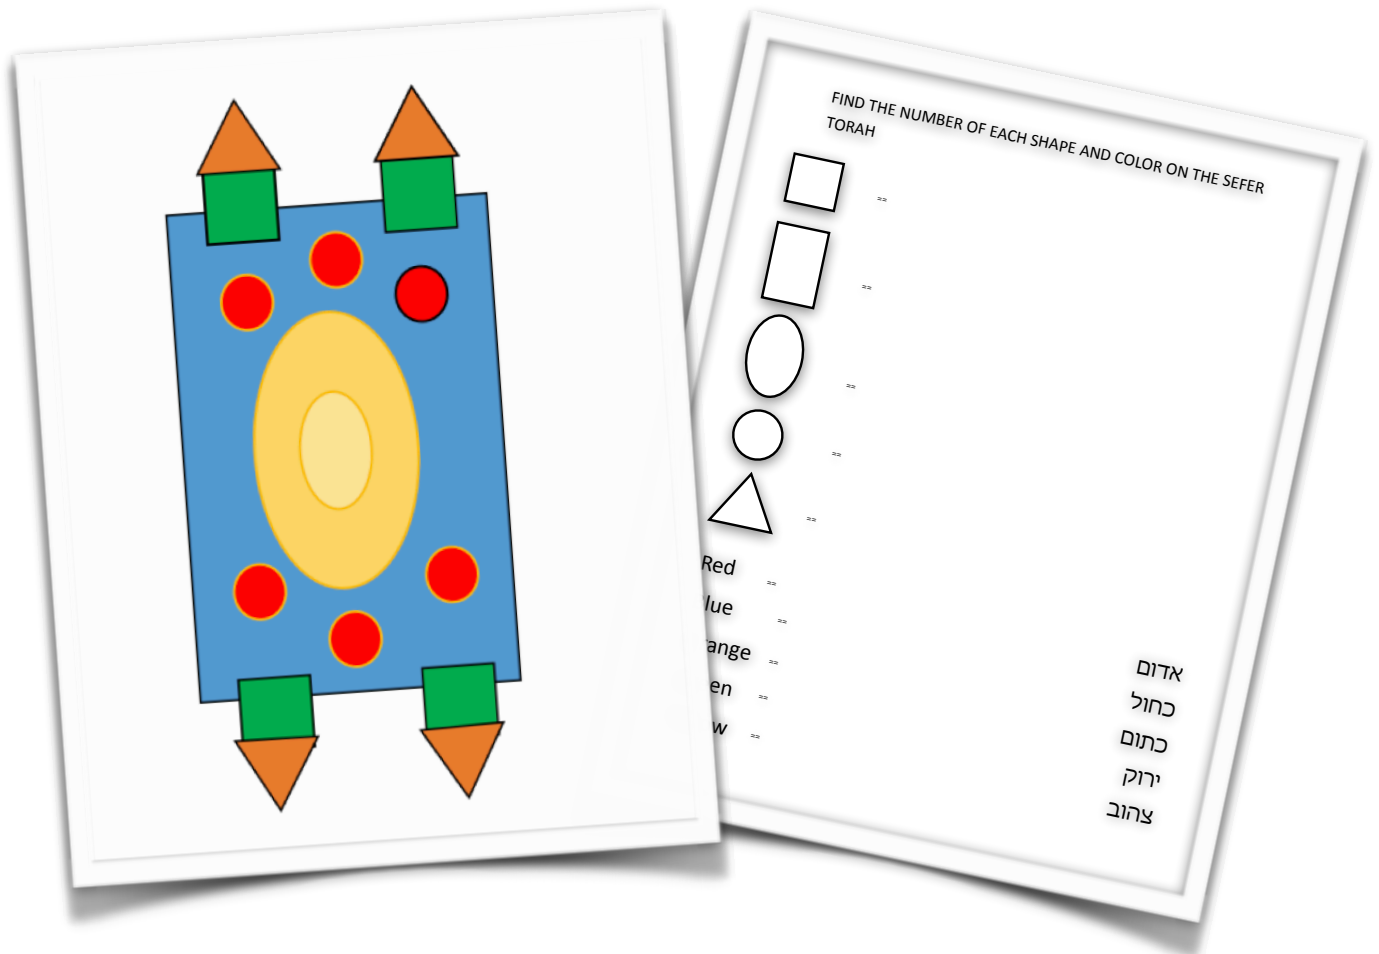 FIND THE NUMBER OF EACH SHAPE AND COLOR ON THE SEFER
TORAH
==
==
==
==
==
Red ==
lue ==
ange ==
en ==
w ==
אדום
כחול
כתום
ירוק
צהוב